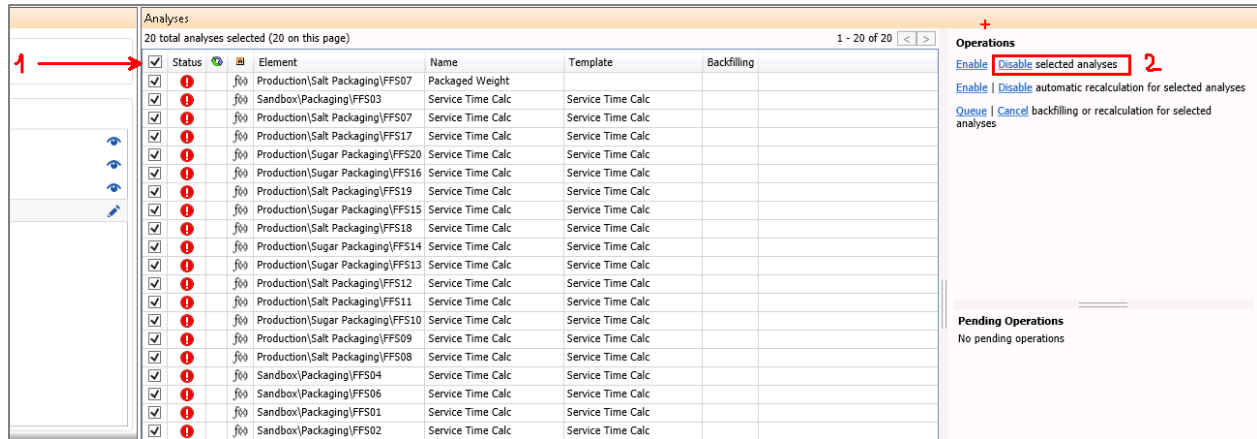 Analyses
20 total analyses selected (20 on this page) 1 - 20 of 20 < >
1
Status Element Name Template Backfilling
f(x) Production\Salt Packaging\FFS07 Packaged Weight
f(x) Sandbox\Packaging\FFS03 Service Time Calc Service Time Calc
f(x) Production\Salt Packaging\FFS07 Service Time Calc Service Time Calc
f(x) Production\Salt Packaging\FFS17 Service Time Calc Service Time Calc
f(x) Production\Sugar Packaging\FFS20 Service Time Calc Service Time Calc
f(x) Production\Sugar Packaging\FFS16 Service Time Calc Service Time Calc
f(x) Production\Salt Packaging\FFS19 Service Time Calc Service Time Calc
f(x) Production\Sugar Packaging\FFS15 Service Time Calc Service Time Calc
f(x) Production\Salt Packaging\FFS18 Service Time Calc Service Time Calc
f(x) Production\Sugar Packaging\FFS14 Service Time Calc Service Time Calc
f(x) Production\Sugar Packaging\FFS13 Service Time Calc Service Time Calc
f(x) Production\Salt Packaging\FFS12 Service Time Calc Service Time Calc
f(x) Production\Salt Packaging\FFS11 Service Time Calc Service Time Calc
f(x) Production\Sugar Packaging\FFS10 Service Time Calc Service Time Calc
f(x) Production\Salt Packaging\FFS09 Service Time Calc Service Time Calc
f(x) Production\Salt Packaging\FFS08 Service Time Calc Service Time Calc
f(x) Sandbox\Packaging\FFS04 Service Time Calc Service Time Calc
f(x) Sandbox\Packaging\FFS06 Service Time Calc Service Time Calc
f(x) Sandbox\Packaging\FFS01 Service Time Calc Service Time Calc
f(x) Sandbox\Packaging\FFS02 Service Time Calc Service Time Calc
Operations
Enable Disable selected analyses 2
Enable | Disable automatic recalculation for selected analyses
Queue | Cancel backfilling or recalculation for selected
analyses
Pending Operations
No pending operations